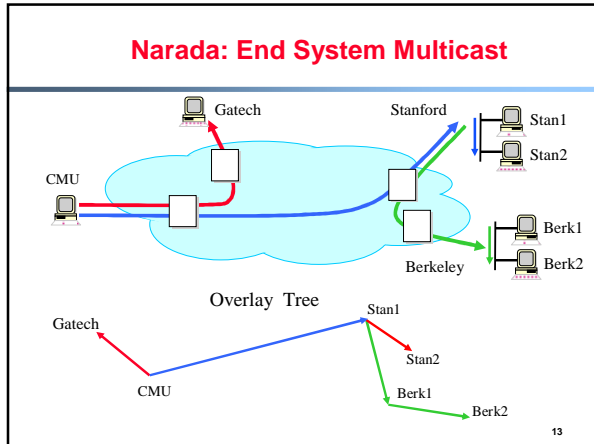 Narada: End System Multicast
Gatech
Stanford
Stan1
Stan2
CMU
Berk1
Berk2
Berkeley
Overlay Tree
Stan1
Gatech
Stan2
CMU
Berk1
Berk2
13